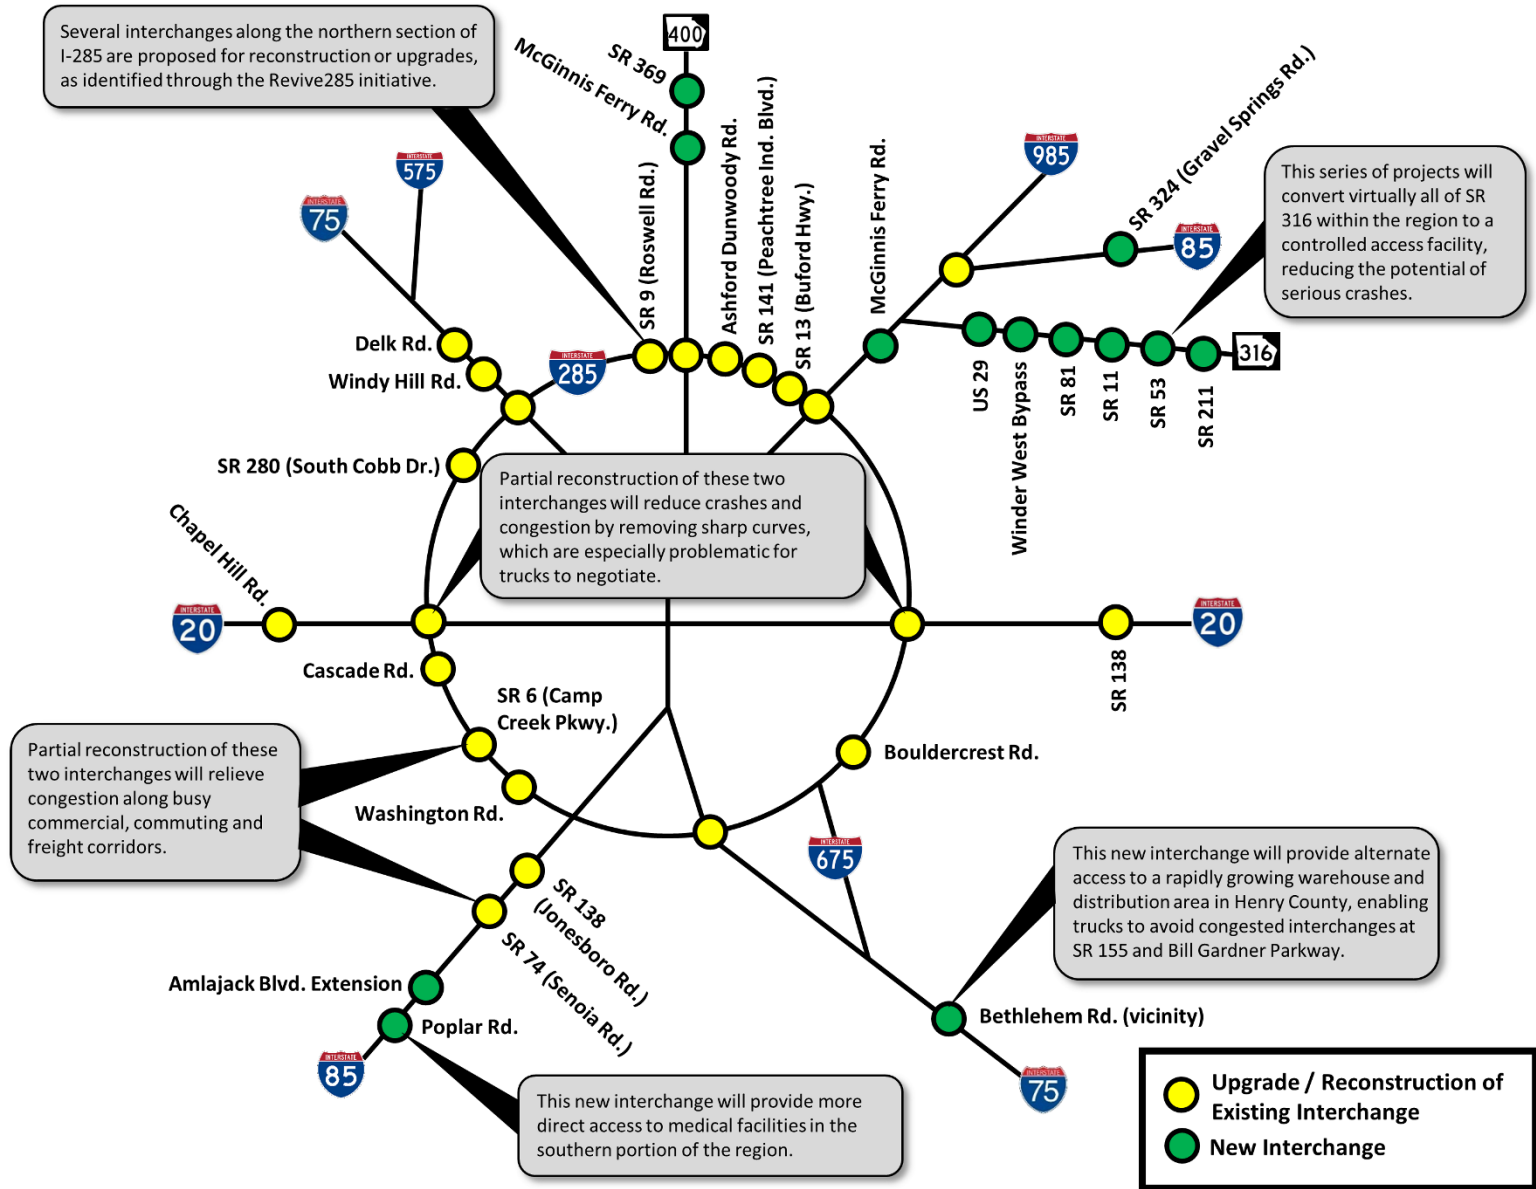 Several interchanges along the northern section of
I-285 are proposed for reconstruction or upgrades,
as identified through the Revive285 initiative.
400
SR 369
McGinnis Ferry Rd.
SR 9 (Roswell Rd.)
Ashford Dunwoody Rd.
SR 141 (Peachtree Ind. Blvd.)
SR 13 (Buford Hwy.)
McGinnis Ferry Rd.
INTERSTATE
985
SR 324 (Gravel Springs Rd.)
INTERSTATE
85
This series of projects will
convert virtually all of SR
316 within the region to a
controlled access facility,
reducing the potential of
serious crashes.
INTERSTATE
575
INTERSTATE
75
Delk Rd.
Windy Hill Rd.
INTERSTATE
285
316
US 29
Winder West Bypass
SR 81
SR 11
SR 53
SR 211
SR 280 (South Cobb Dr.)
Partial reconstruction of these two
interchanges will reduce crashes and
congestion by removing sharp curves,
which are especially problematic for
trucks to negotiate.
Chapel Hill Rd.
INTERSTATE
20
INTERSTATE
20
SR 138
Cascade Rd.
SR 6 (Camp
Creek Pkwy.)
Partial reconstruction of these
two interchanges will relieve
congestion along busy
commercial, commuting and
freight corridors.
Washington Rd.
Bouldercrest Rd.
INTERSTATE
675
This new interchange will provide alternate
access to a rapidly growing warehouse and
distribution area in Henry County, enabling
trucks to avoid congested interchanges at
SR 155 and Bill Gardner Parkway.
SR 138
(Jonesboro Rd.)
SR 74 (Senoia Rd.)
Amlajack Blvd. Extension
Poplar Rd.
INTERSTATE
85
Bethlehem Rd. (vicinity)
INTERSTATE
75
This new interchange will provide more
direct access to medical facilities in the
southern portion of the region.
Upgrade / Reconstruction of
Existing Interchange
New Interchange